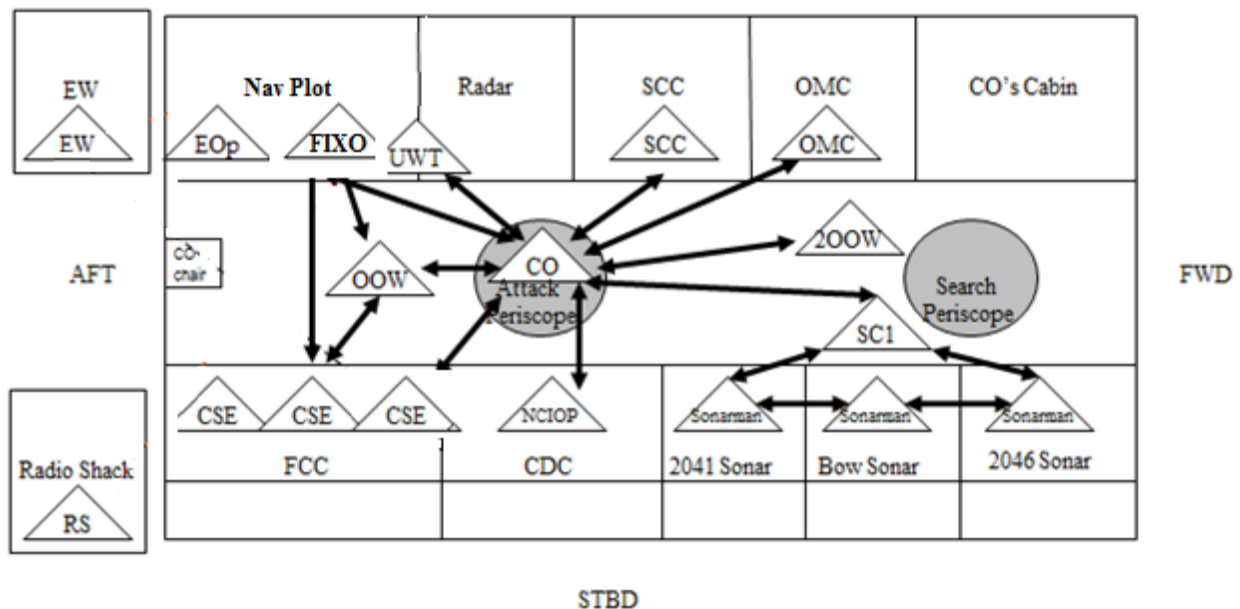 EW
EW
Nav Plot
EOp
FIXO
UWT
Radar
SCC
SCC
OMC
OMC
CO's Cabin
AFT
CO
chair
OOW
CO
Attack
Periscope
2OOW
SC1
Search
Periscope
FWD
Radio Shack
RS
CSE
CSE
CSE
FCC
NCIOP
CDC
Sonarman
2041 Sonar
Sonarman
Bow Sonar
Sonarman
2046 Sonar
STBD